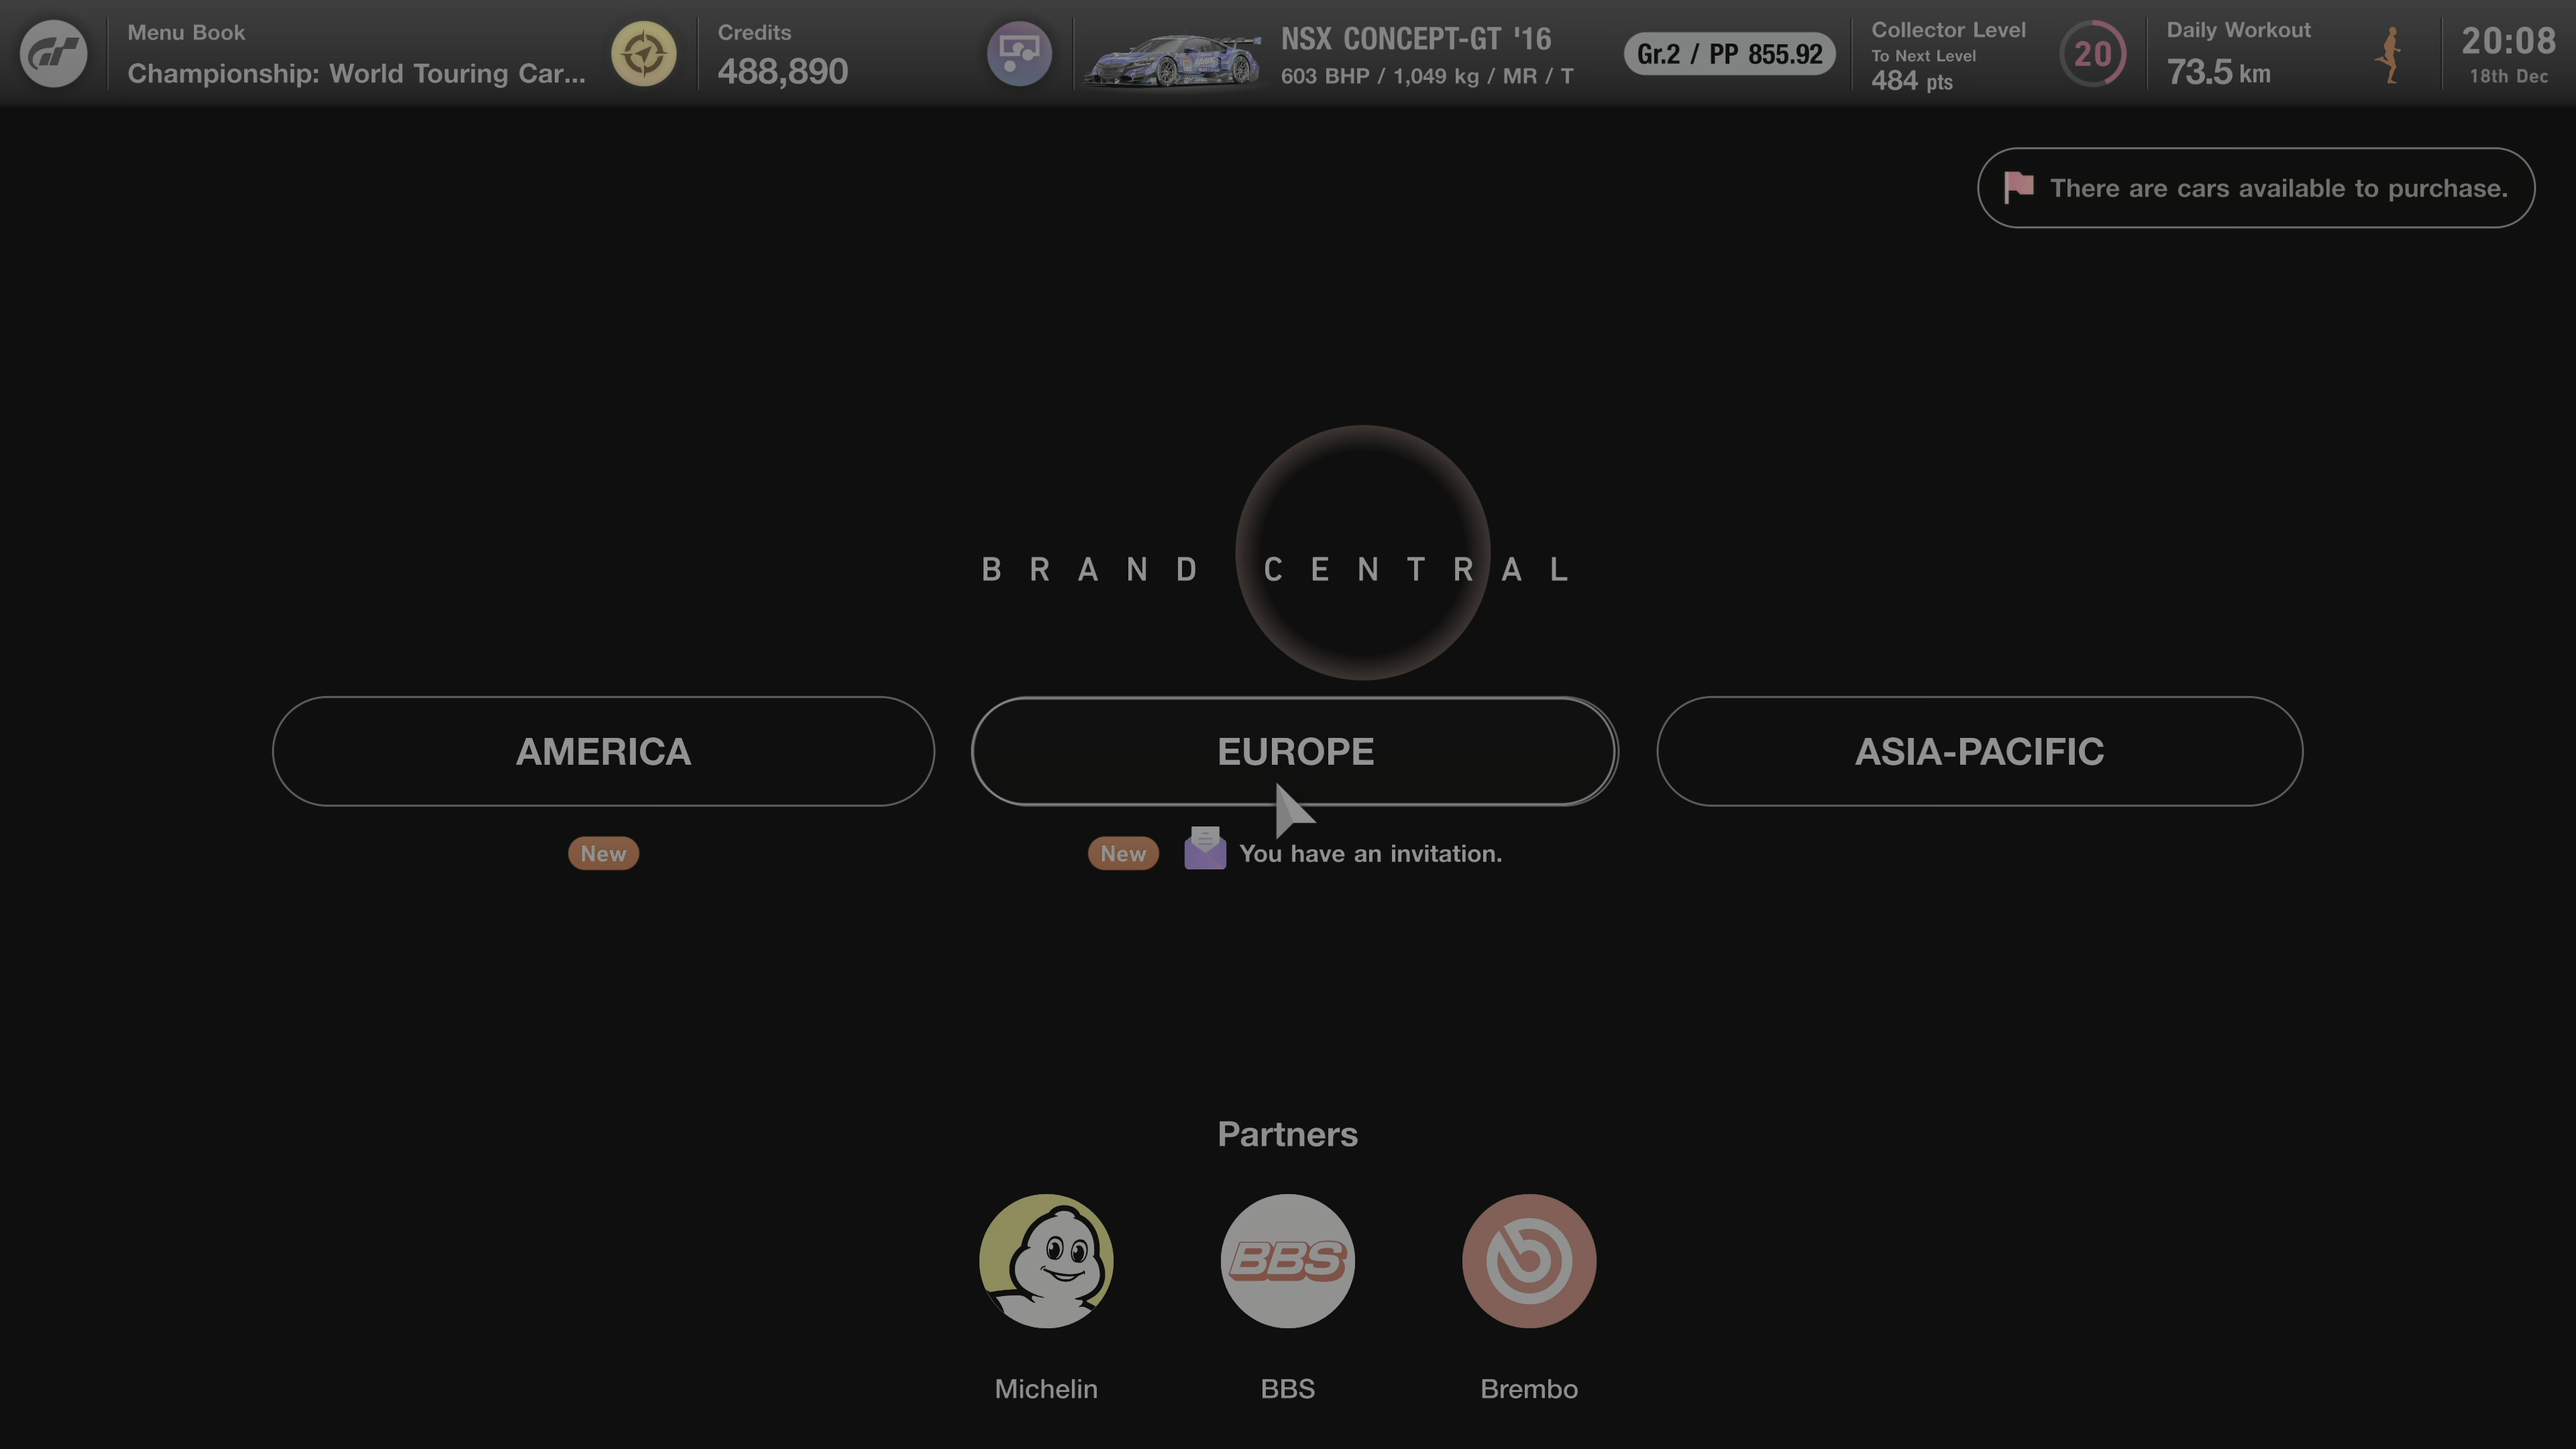 Menu Book
Championship: World Touring Car...
Credits
488,890
NSX CONCEPT-GT '16
603 BHP / 1,049 kg / MR / T
Gr.2 / PP 855.92
Collector Level
To Next Level
484 pts
20
Daily Workout
73.5 km
20:08
18th Dec
There are cars available to purchase.
BRAND CENTRAL
AMERICA
EUROPE
ASIA-PACIFIC
New
New
You have an invitation.
Partners
BBS
Michelin
BBS
Brembo